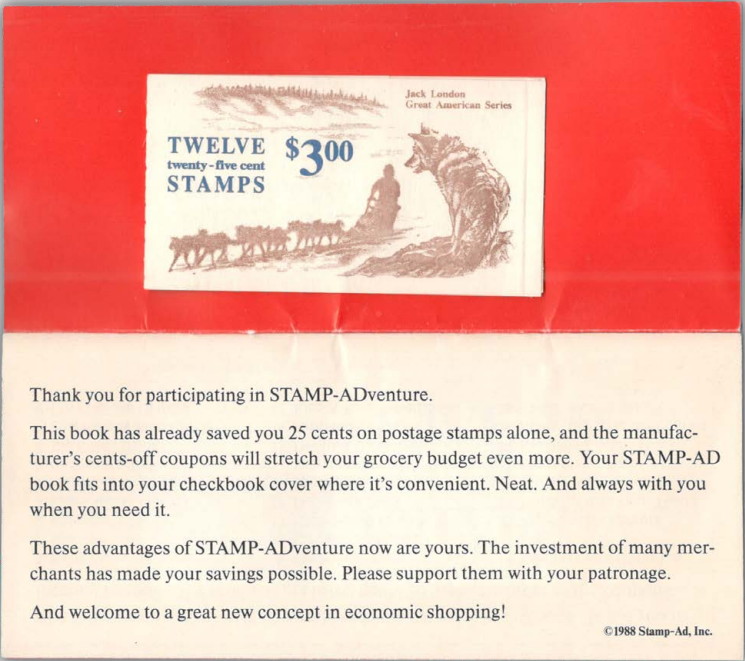 Jack London
Great American Series
TWELVE
twenty-five cent
STAMPS
$3.00
Thank you for participating in STAMP-ADventure.
This book has already saved you 25 cents on postage stamps alone, and the manufac-
turer's cents-off coupons will stretch your grocery budget even more. Your STAMP-AD
book fits into your checkbook cover where it's convenient. Neat. And always with you
when you need it.
These advantages of STAMP-ADventure now are yours. The investment of many mer-
chants has made your savings possible. Please support them with your patronage.
And welcome to a great new concept in economic shopping!
©1988 Stamp-Ad, Inc.